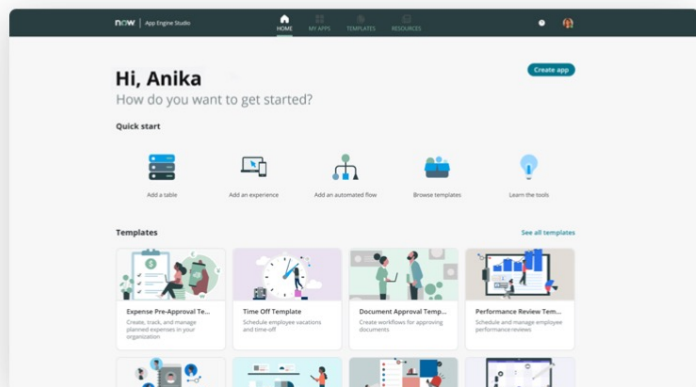 now | App Engine Studio
HOME
MY APPS
TEMPLATES
RESOURCES
Hi, Anika
Create app
How do you want to get started?
Quick start
Add a table
Add an experience
Add an automated flow
Browse templates
Learn the tools
Templates
See all templates
Expense Pre-Approval Te...
Create, track, and manage
planned expenses in your
organization
Time Off Template
Schedule employee vacations
and time-off
Document Approval Temp...
Create workflows for approving
documents
Performance Review Tem...
Schedule and manage employee
performance reviews